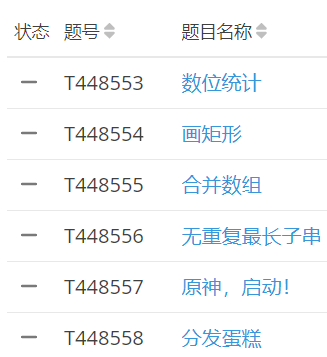 状态 题号 题目名称
T448553 数位统计
T448554 画矩形
T448555 合并数组
T448556 无重复最长子串
T448557 原神，启动！
T448558 分发蛋糕